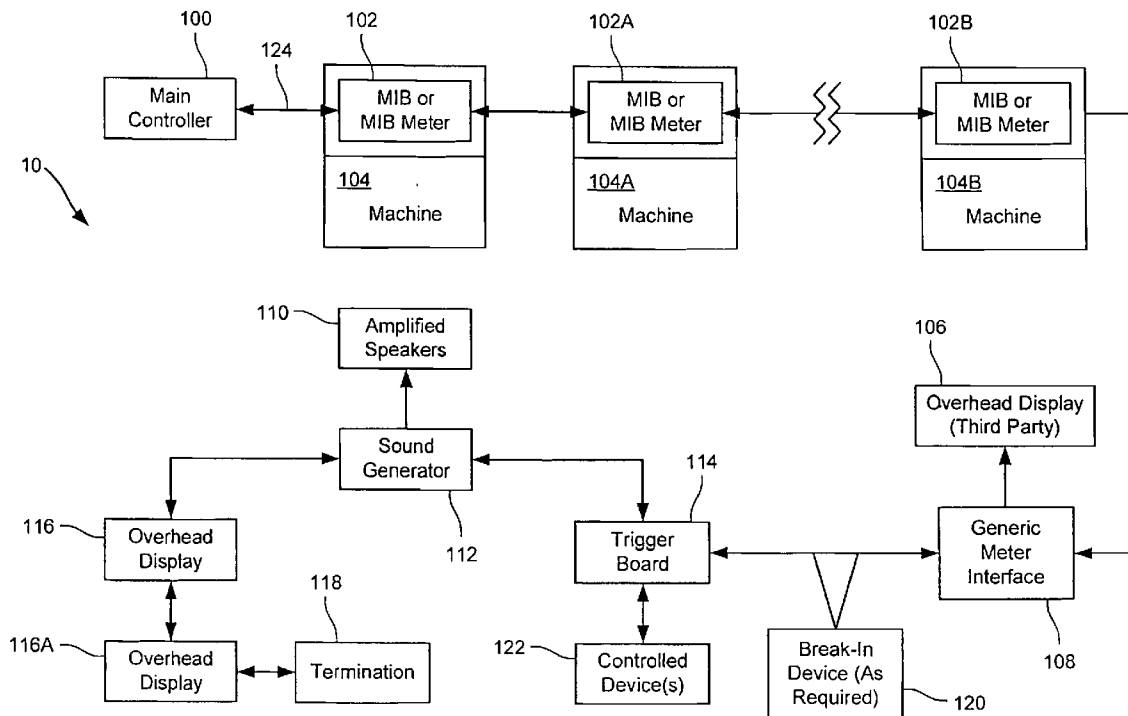 100
124
102
102A
102B
Main
Controller
MIB or
MIB Meter
MIB or
MIB Meter
MIB or
MIB Meter
10
104
Machine
104A
Machine
104B
Machine
110
Amplified
Speakers
106
Overhead Display
(Third Party)
Sound
Generator
112
114
116
Overhead
Display
Trigger
Board
Generic
Meter
Interface
108
118
116A
Overhead
Display
Termination
122
Controlled
Device(s)
Break-In
Device (As
Required)
120